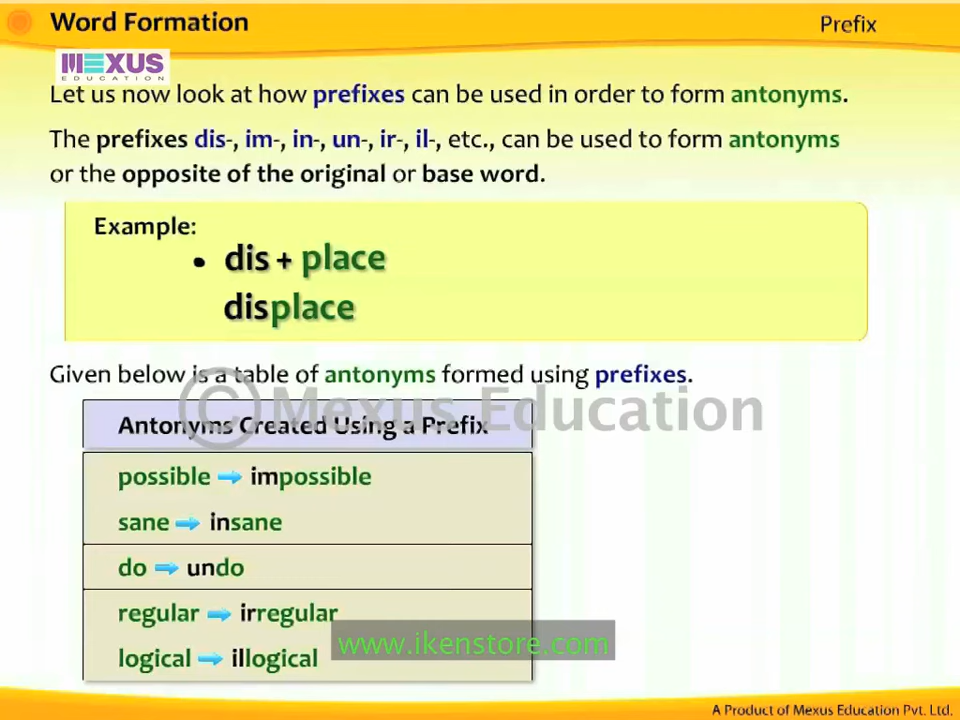 Word Formation
Prefix
MEXUS
EDUCATION
Let us now look at how prefixes can be used in order to form antonyms.
The prefixes dis-, im-, in-, un-, ir-, il-, etc., can be used to form antonyms
or the opposite of the original or base word.
Example:
• dis + place
displace
Given below is a table of antonyms formed using prefixes.
© Mexus Education
Antonyms Created Using a Prefix
possible → impossible
sane → insane
do → undo
regular → irregular
www.ikenstore.com
logical → illogical
A Product of Mexus Education Pvt. Ltd.